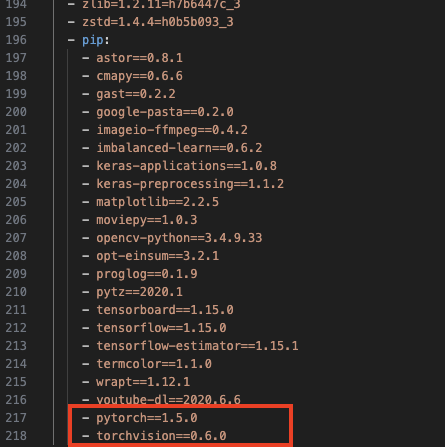 194 - zlib=1.2.11=h7b6447c_3
195 - zstd=1.4.4=h0b5b093_3
196 - pip:
197 - astor==0.8.1
198 - cmapy==0.6.6
199 - gast==0.2.2
200 - google-pasta==0.2.0
201 - imageio-ffmpeg==0.4.2
202 - imbalanced-learn==0.6.2
203 - keras-applications==1.0.8
204 - keras-preprocessing==1.1.2
205 - matplotlib==2.2.5
206 - moviepy==1.0.3
207 - opencv-python==3.4.9.33
208 - opt-einsum==3.2.1
209 - proglog==0.1.9
210 - pytz==2020.1
211 - tensorboard==1.15.0
212 - tensorflow==1.15.0
213 - tensorflow-estimator==1.15.1
214 - termcolor==1.1.0
215 - wrapt==1.12.1
216 - youtube-dl==2020.6.6
217 - pytorch==1.5.0
218 - torchvision==0.6.0